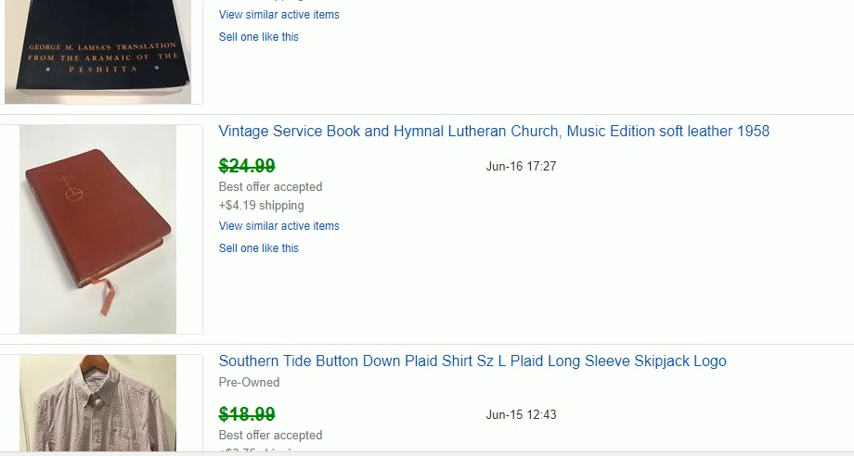 View similar active items
Sell one like this
GEORGE M. LAMSA'S TRANSLATION
FROM THE ARAMAIC OF THE
• PESHITTA •
Vintage Service Book and Hymnal Lutheran Church, Music Edition soft leather 1958
$24.99 Jun-16 17:27
Best offer accepted
+$4.19 shipping
View similar active items
Sell one like this
Southern Tide Button Down Plaid Shirt Sz L Plaid Long Sleeve Skipjack Logo
Pre-Owned
$18.99 Jun-15 12:43
Best offer accepted